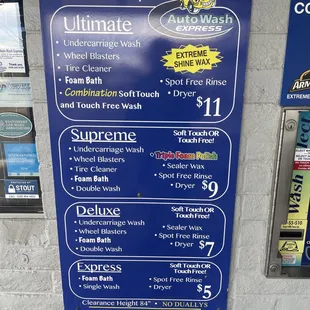 Auto Wash
EXPRESS
Ultimate
· Undercarriage Wash
· Wheel Blasters
· Tire Cleaner
· Foam Bath
· Combination Soft Touch
and Touch Free Wash
EXTREME
SHINE WAX
· Spot Free Rinse
· Dryer
$11
Supreme
Soft Touch OR
Touch Free!
· Undercarriage Wash
· Wheel Blasters
· Tire Cleaner
· Foam Bath
· Double Wash
· Triple Foam Polish
· Sealer Wax
· Spot Free Rinse
· Dryer
$9
Deluxe
Soft Touch OR
Touch Free!
· Undercarriage Wash
· Wheel Blasters
· Foam Bath
· Double Wash
· Sealer Wax
· Spot Free Rinse
· Dryer
$7
Express
Soft Touch OR
Touch Free!
· Foam Bath
· Single Wash
· Spot Free Rinse
· Dryer
$5
Clearance Height 84" · NO DUALLYS
CO
EXTREME
Wash
STOUT